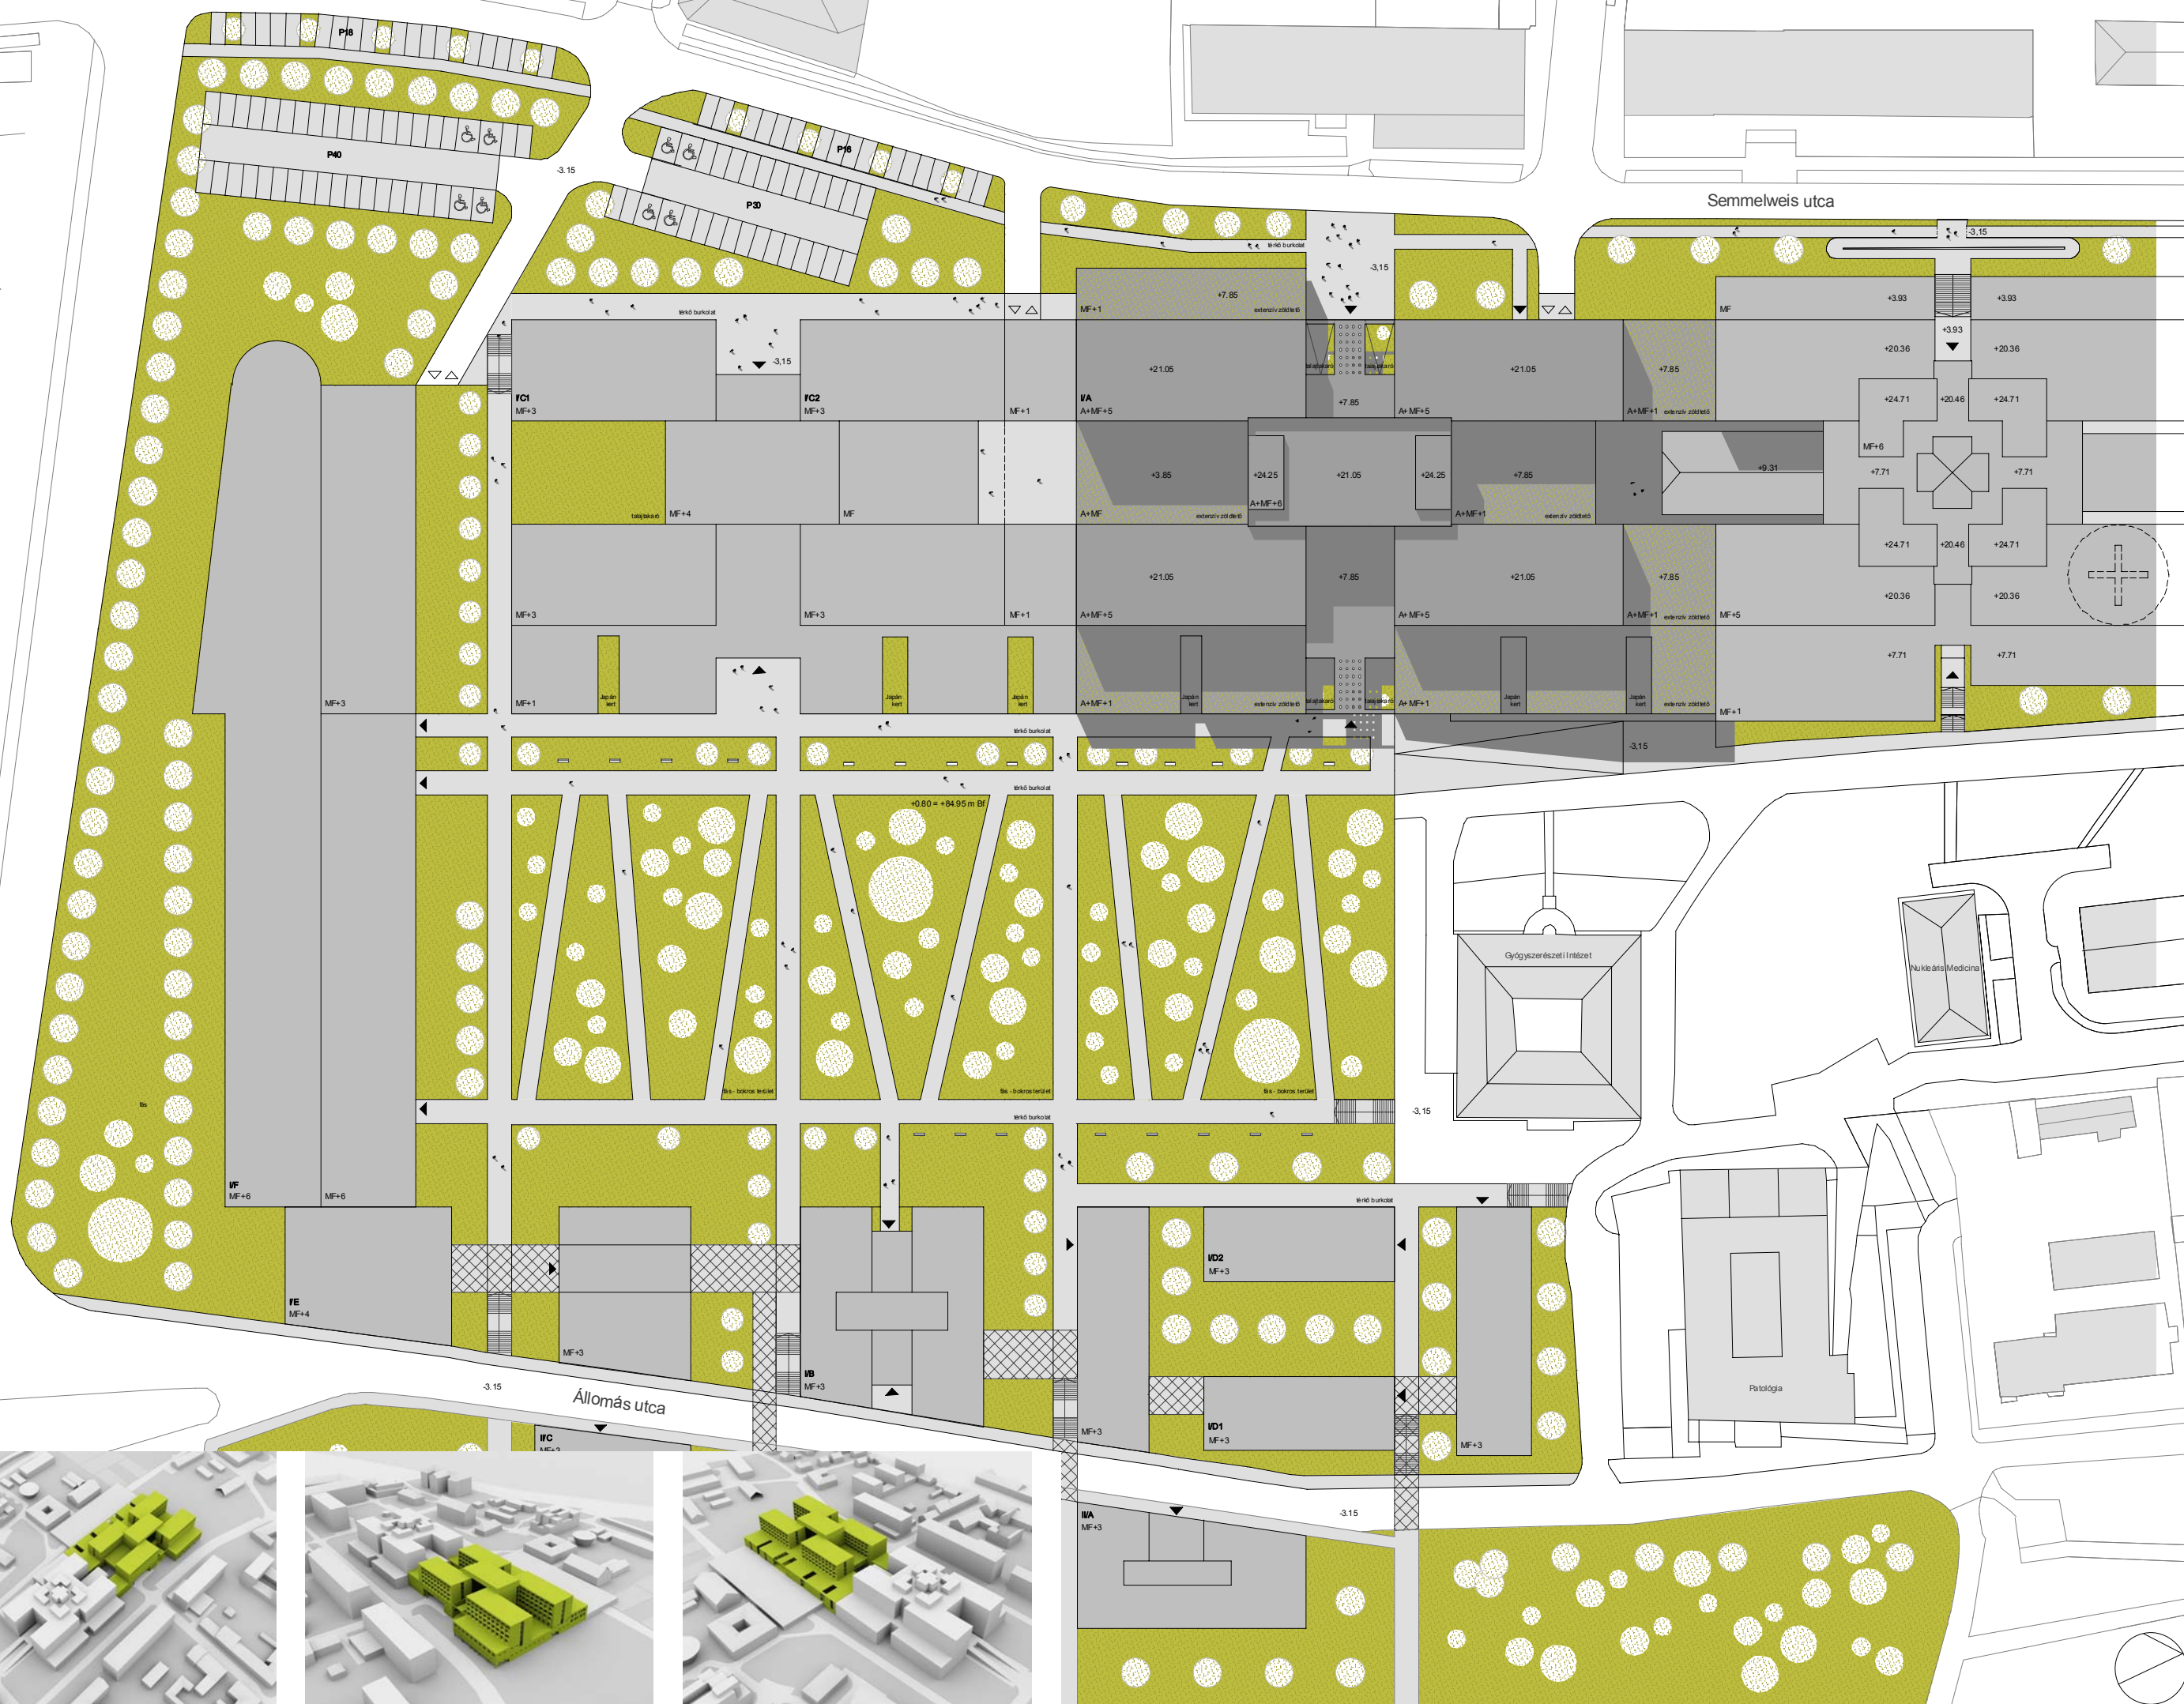 P18
P40
-3.15
P16
P30
Semmelweis utca
-3,15
térkő burkolat
-3,15
+7.85
MF+1
extenzív zöldtető
térkő burkolat
MF
+3.93
+3.93
+3.93
-3,15
+21.05
+21.05
+7.85
+20.36
+20.36
I/C1
MF+3
I/C2
MF+3
MF+1
I/A
A+MF+5
talajtakaró
talajtakaró
+7.85
A+MF+5
A+MF+1
extenzív zöldtető
+24.71
+20.46
+24.71
MF+6
+3.85
+24.25
+21.05
+24.25
+7.85
+9.31
+7.71
+7.71
talajtakaró
MF+4
MF
A+MF
extenzív zöldtető
A+MF+6
A+MF+1
extenzív zöldtető
+21.05
+7.85
+21.05
+7.85
+24.71
+20.46
+24.71
+20.36
+20.36
MF+3
MF+3
MF+1
A+MF+5
A+MF+5
A+MF+1
extenzív zöldtető
MF+5
+7.71
+7.71
MF+3
MF+1
Japán
kert
Japán
kert
Japán
kert
A+MF+1
Japán
kert
extenzív zöldtető
talajtakaró
talajtakaró
A+MF+1
Japán
kert
Japán
kert
extenzív zöldtető
MF+1
térkő burkolat
-3,15
térkő burkolat
+0.80 = +84.95 m Bf
Gyógyszerészeti Intézet
Nukleáris Medicina
fás - bokros terület
fás - bokros terület
fás - bokros terület
fás
térkő burkolat
-3,15
I/F
MF+6
MF+6
térkő burkolat
I/D2
MF+3
I/E
MF+4
MF+3
I/B
MF+3
MF+3
I/D1
MF+3
MF+3
Patológia
-3.15
Állomás utca
II/C
MF+3
II/A
MF+3
-3.15